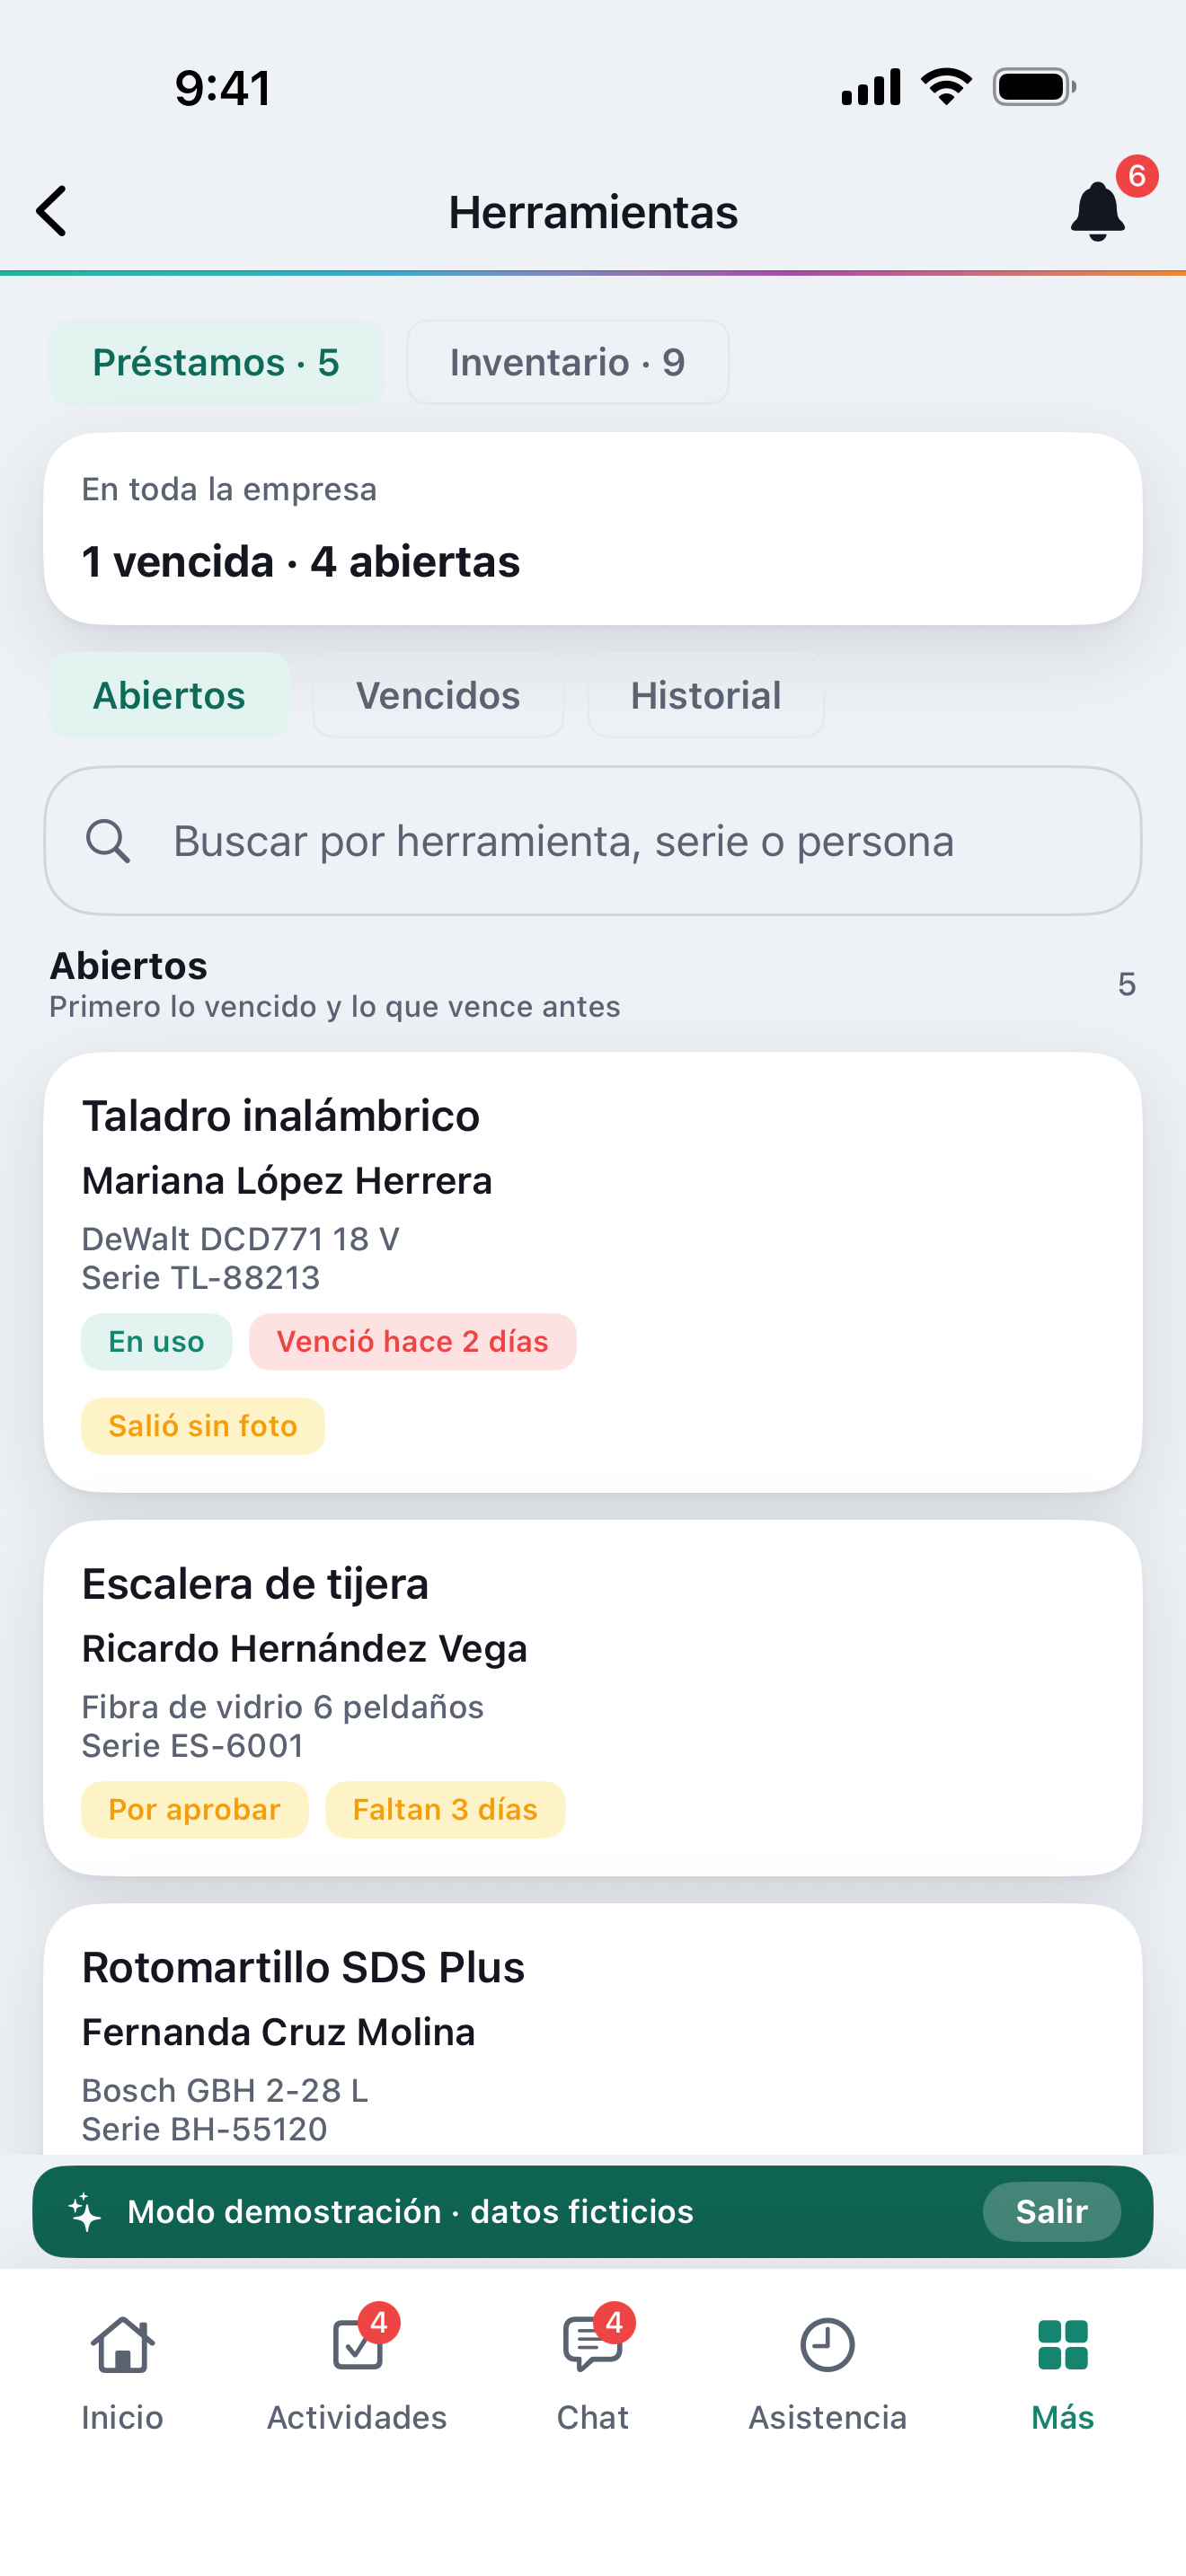 9:41
Herramientas
6
Préstamos · 5
Inventario · 9
En toda la empresa
1 vencida · 4 abiertas
Abiertos
Vencidos
Historial
Buscar por herramienta, serie o persona
Abiertos
5
Primero lo vencido y lo que vence antes
Taladro inalámbrico
Mariana López Herrera
DeWalt DCD771 18 V
Serie TL-88213
En uso
Venció hace 2 días
Salió sin foto
Escalera de tijera
Ricardo Hernández Vega
Fibra de vidrio 6 peldaños
Serie ES-6001
Por aprobar
Faltan 3 días
Rotomartillo SDS Plus
Fernanda Cruz Molina
Bosch GBH 2-28 L
Serie BH-55120
Modo demostración · datos ficticios
Salir
4
4
Inicio
Actividades
Chat
Asistencia
Más